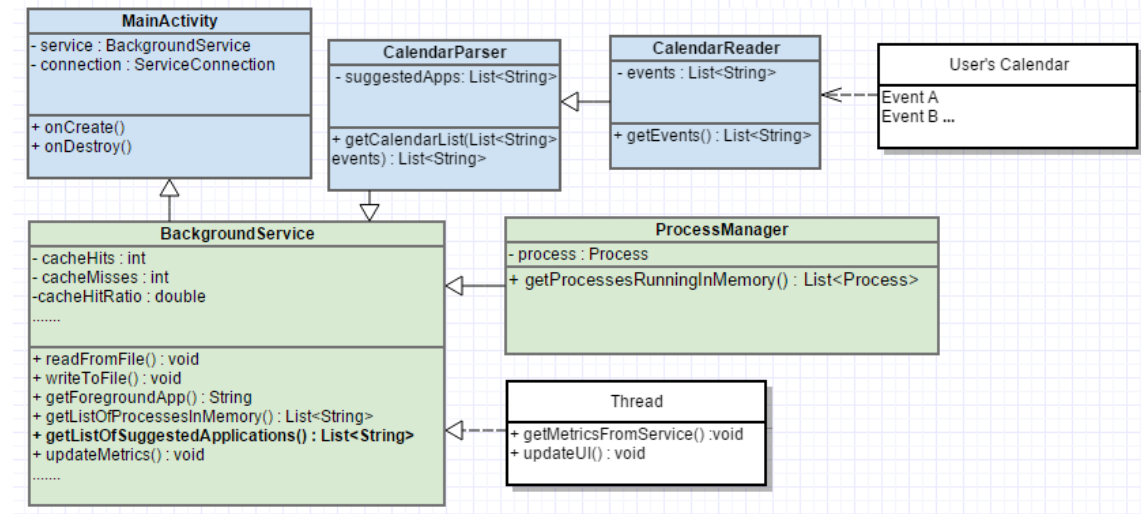 MainActivity
- service : BackgroundService
- connection : ServiceConnection
+ onCreate()
+ onDestroy()
CalendarParser
- suggestedApps: List<String>
+ getCalendarList(List<String>
events) : List<String>
CalendarReader
- events : List<String>
+ getEvents() : List<String>
User's Calendar
Event A
Event B ...
BackgroundService
- cacheHits : int
- cacheMisses : int
-cacheHitRatio : double
.......
+ readFromFile() : void
+ writeToFile() : void
+ getForegroundApp() : String
+ getListOfProcessesInMemory() : List<String>
+ getListOfSuggestedApplications() : List<String>
+ updateMetrics() : void
.......
ProcessManager
- process : Process
+ getProcessesRunningInMemory() : List<Process>
Thread
+ getMetricsFromService() :void
+ updateUI() : void